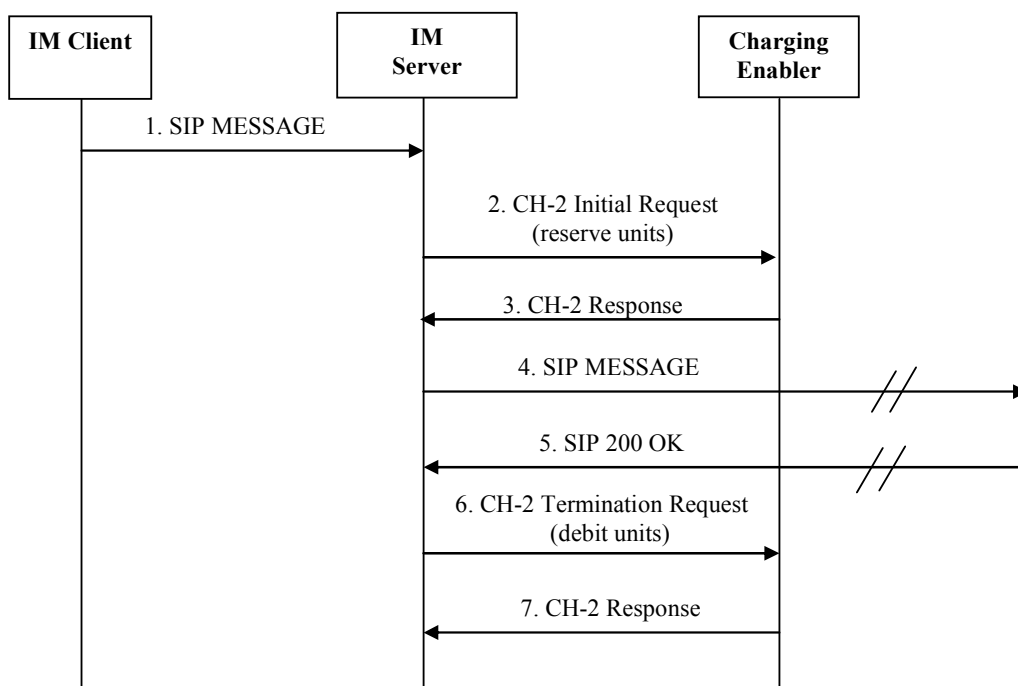 IM Client
IM
Server
Charging
Enabler
1. SIP MESSAGE
2. CH-2 Initial Request
(reserve units)
3. CH-2 Response
4. SIP MESSAGE
5. SIP 200 OK
6. CH-2 Termination Request
(debit units)
7. CH-2 Response